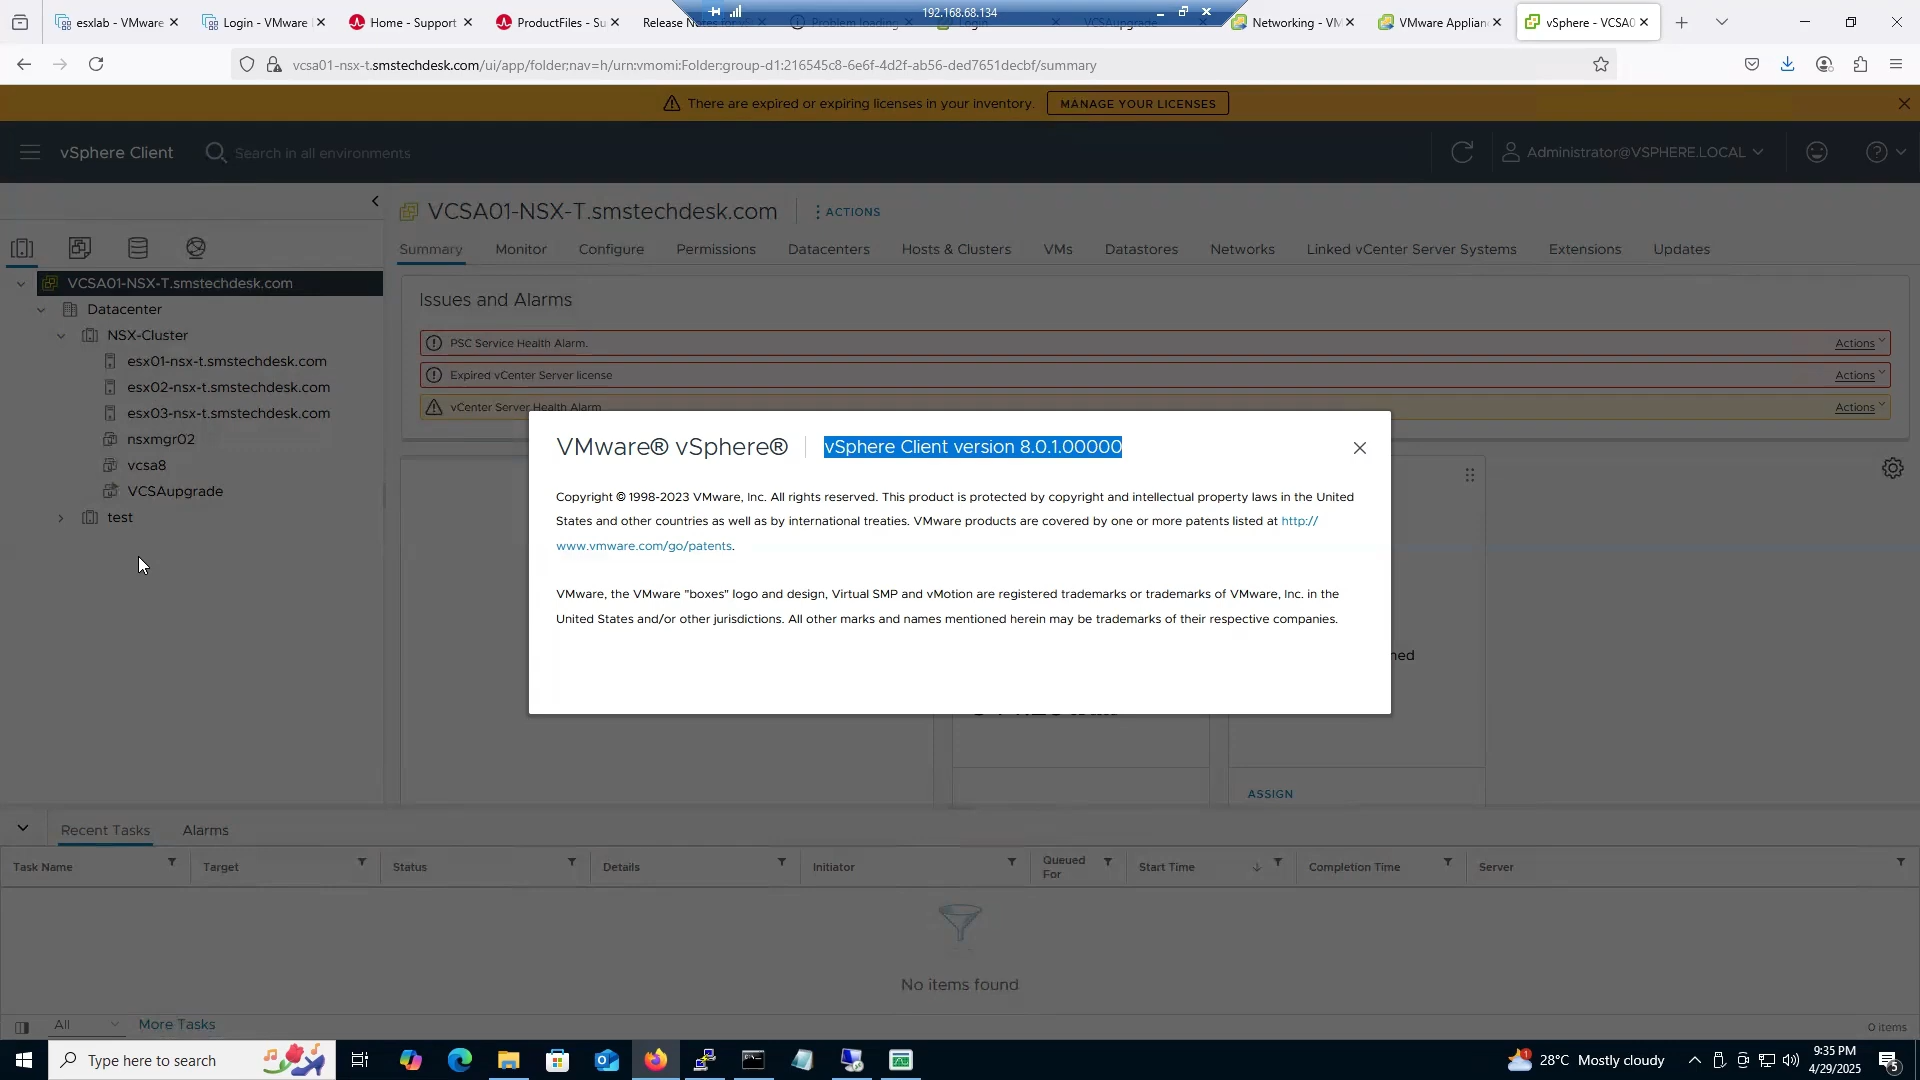 esxlab - VMware
Login - VMware
Home - Support
ProductFiles - Su
Release Notes for
192.168.68.134
Problem loading
Login
VCSAupgrade
Networking - VM
VMware Applian
vSphere - VCSA0
vcsa01-nsx-t.smstechdesk.com/ui/app/folder;nav=h/urn:vmomi:Folder:group-d1:216545c8-6e6f-4d2f-ab56-ded7651decbf/summary
There are expired or expiring licenses in your inventory.
MANAGE YOUR LICENSES
vSphere Client
Search in all environments
Administrator@VSPHERE.LOCAL
VCSA01-NSX-T.smstechdesk.com
ACTIONS
Summary
Monitor
Configure
Permissions
Datacenters
Hosts & Clusters
VMs
Datastores
Networks
Linked vCenter Server Systems
Extensions
Updates
VCSA01-NSX-T.smstechdesk.com
Datacenter
NSX-Cluster
esx01-nsx-t.smstechdesk.com
esx02-nsx-t.smstechdesk.com
esx03-nsx-t.smstechdesk.com
nsxmgr02
vcsa8
VCSAupgrade
test
Issues and Alarms
PSC Service Health Alarm.
Actions
Expired vCenter Server license
Actions
vCenter Server Health Alarm
Actions
VMware® vSphere®
vSphere Client version 8.0.1.00000
Copyright © 1998-2023 VMware, Inc. All rights reserved. This product is protected by copyright and intellectual property laws in the United
States and other countries as well as by international treaties. VMware products are covered by one or more patents listed at http://
www.vmware.com/go/patents.
VMware, the VMware "boxes" logo and design, Virtual SMP and vMotion are registered trademarks or trademarks of VMware, Inc. in the
United States and/or other jurisdictions. All other marks and names mentioned herein may be trademarks of their respective companies.
ned
ASSIGN
Recent Tasks
Alarms
Task Name
Target
Status
Details
Initiator
Queued
For
Start Time
Completion Time
Server
No items found
All
More Tasks
0 items
Type here to search
28°C Mostly cloudy
9:35 PM
4/29/2025
5